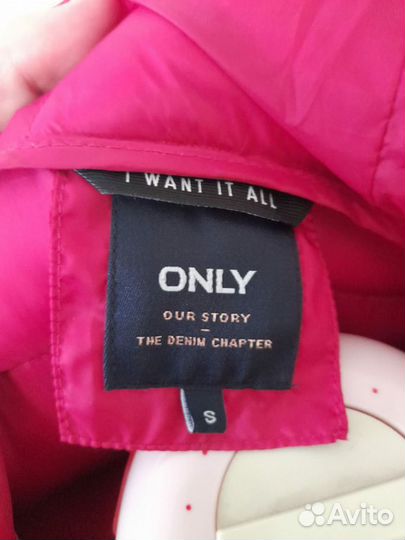 I WANT IT ALL
ONLY
OUR STORY
–
THE DENIM CHAPTER
S
Avito